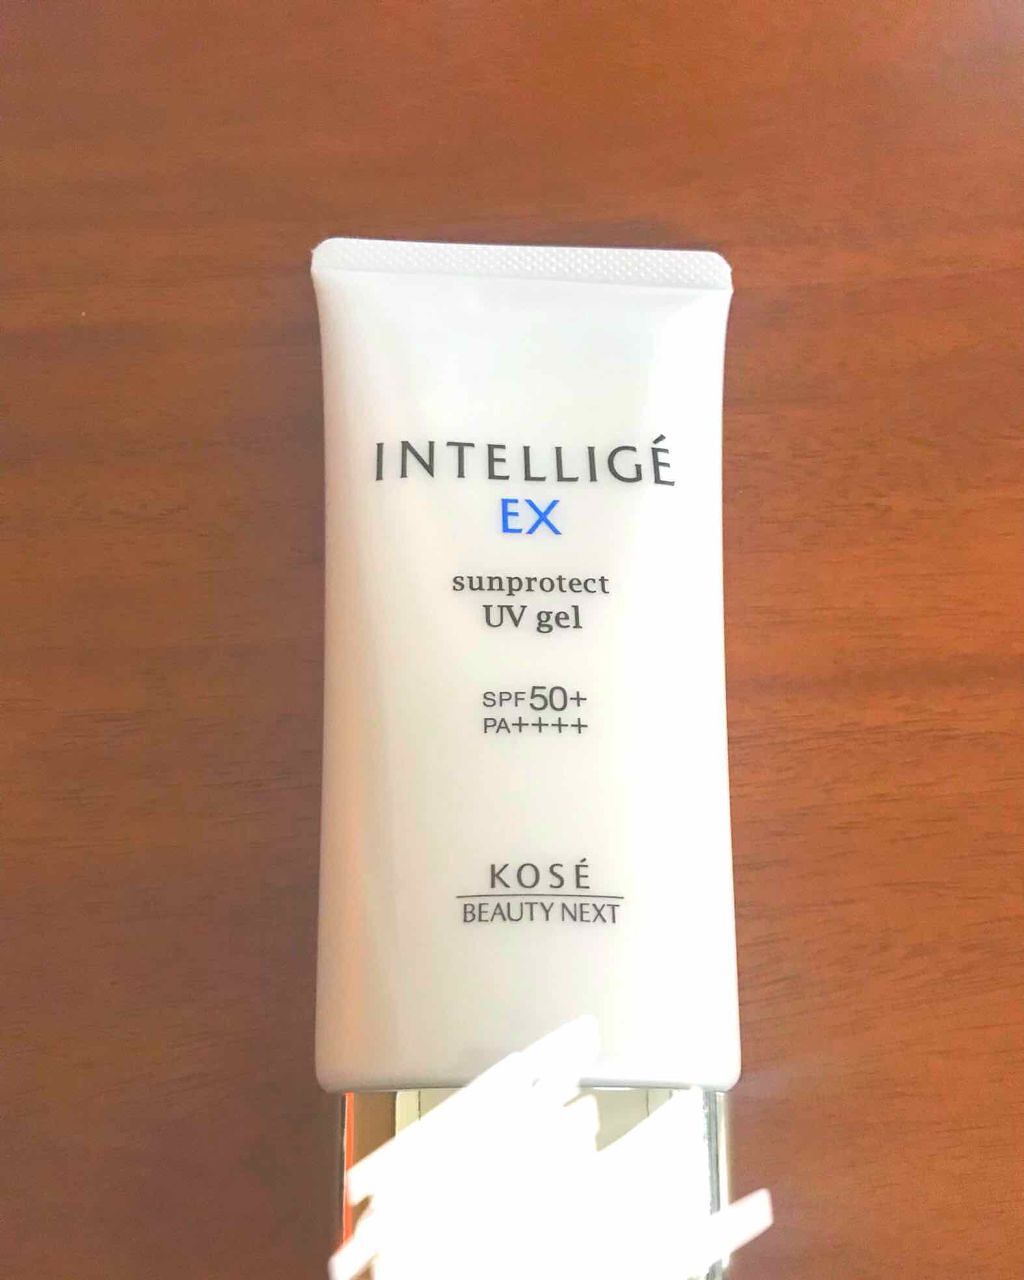 INTELLIGÉ
EX
sunprotect
UV gel
SPF50+
PA++++
KOSÉ
BEAUTY NEXT